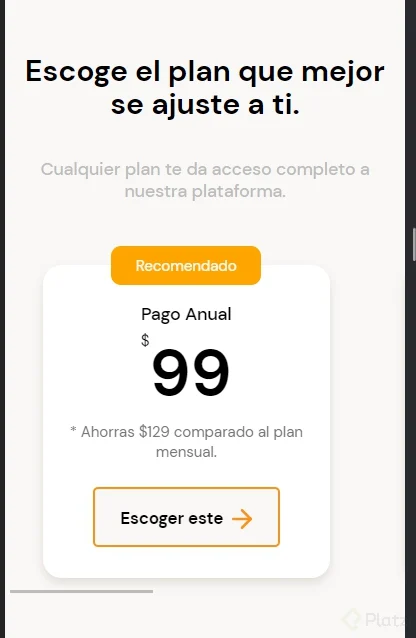 Escoge el plan que mejor
se ajuste a ti.
Cualquier plan te da acceso completo a
nuestra plataforma.
Recomendado
Pago Anual
$
99
* Ahorras $129 comparado al plan
mensual.
Escoger este